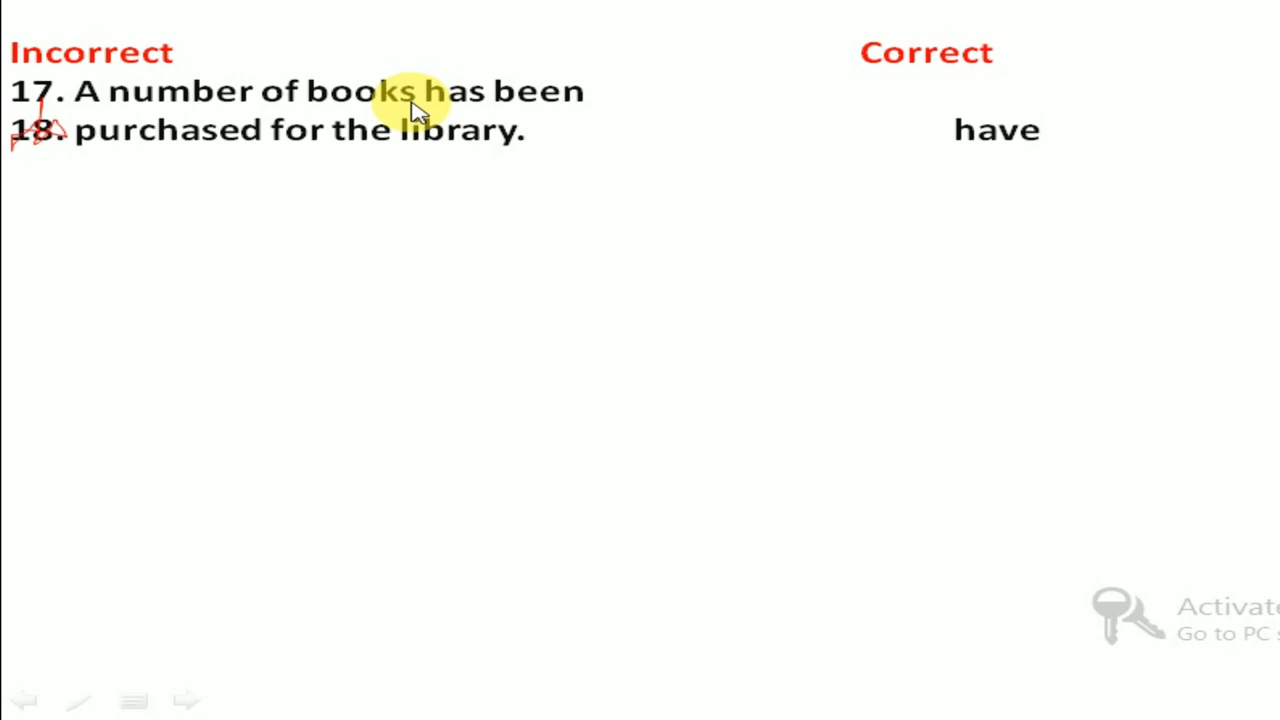 Incorrect
Correct
17. A number of books has been
18. purchased for the library.
have
Activate
Go to PC